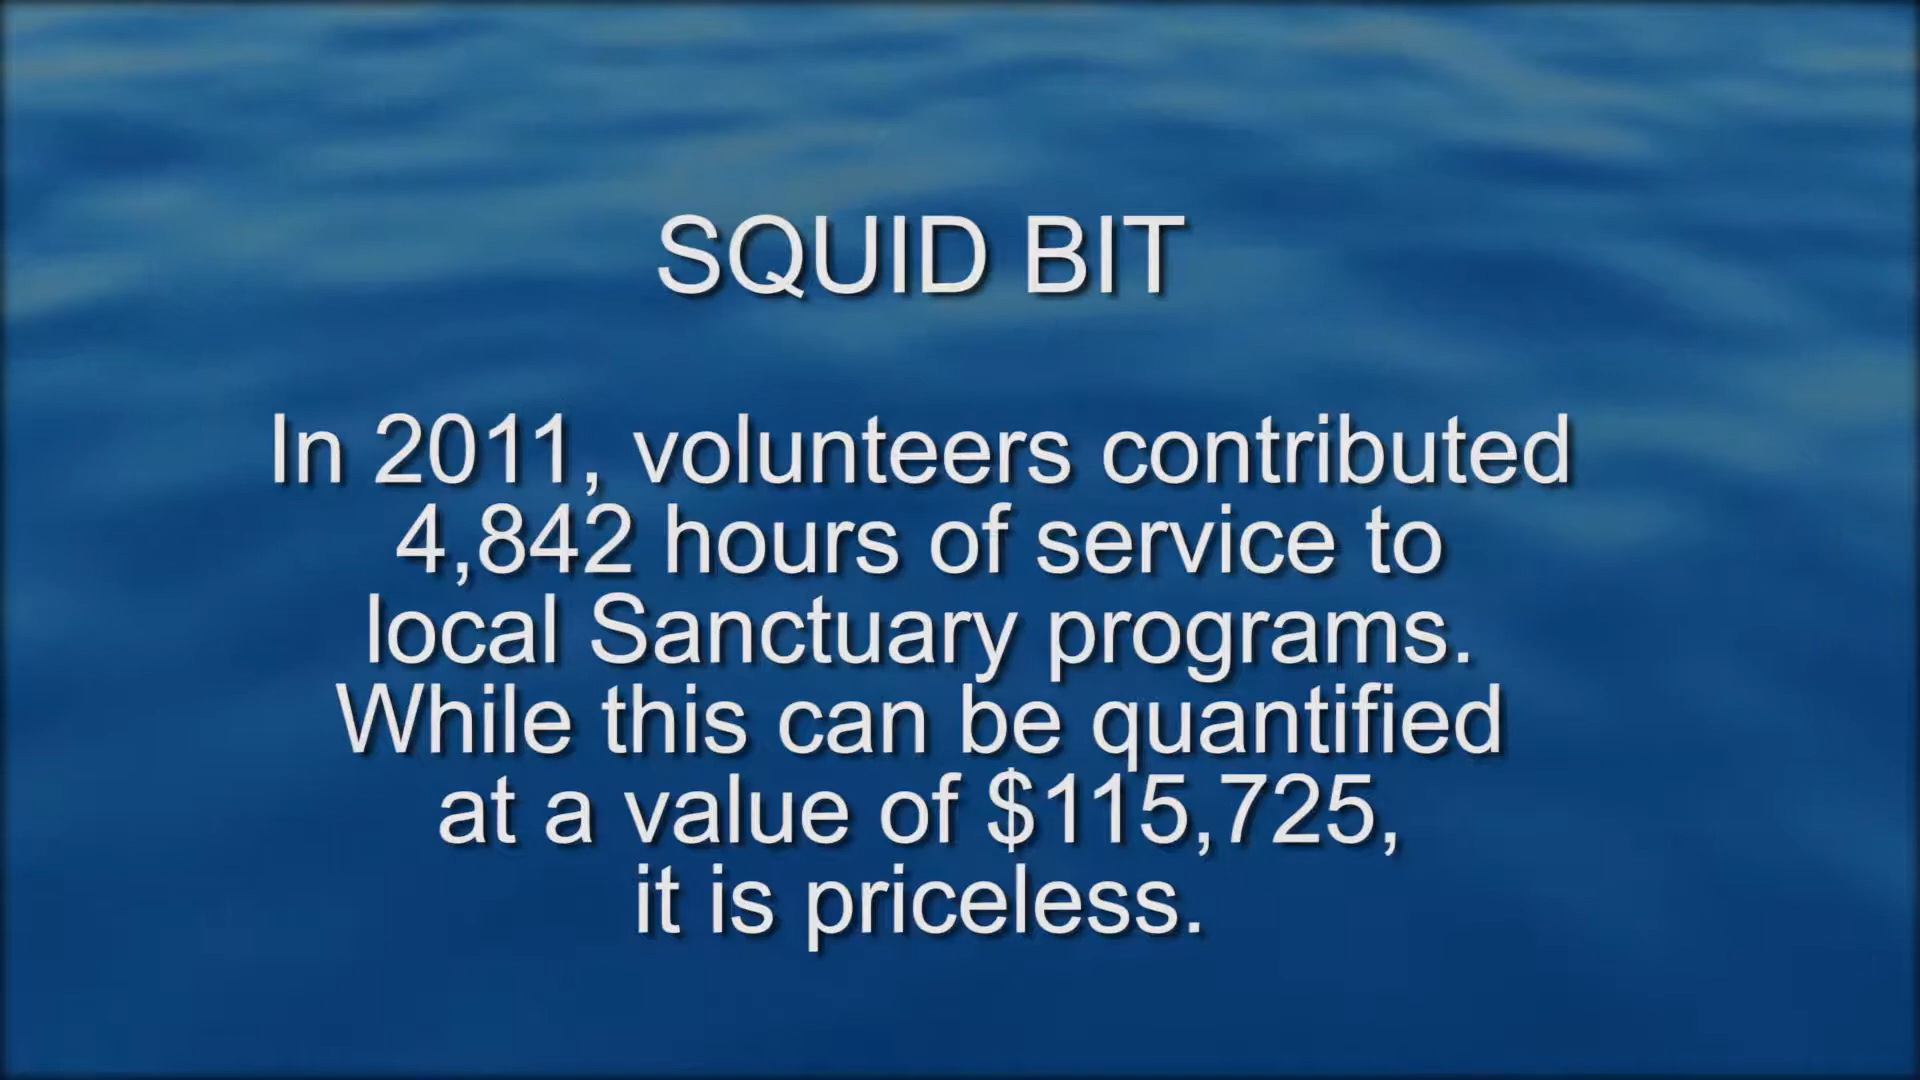 SQUID BIT
In 2011, volunteers contributed
4,842 hours of service to
local Sanctuary programs.
While this can be quantified
at a value of $115,725,
it is priceless.